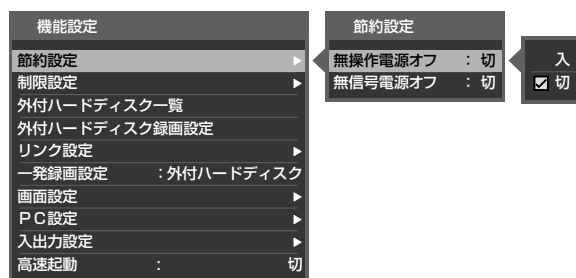 機能設定
節約設定
制限設定
外付ハードディスク一覧
外付ハードディスク録画設定
リンク設定
一発録画設定 :外付ハードディスク
画面設定
PC設定
入出力設定
高速起動 : 切
節約設定
無操作電源オフ : 切
無信号電源オフ : 切
入
切